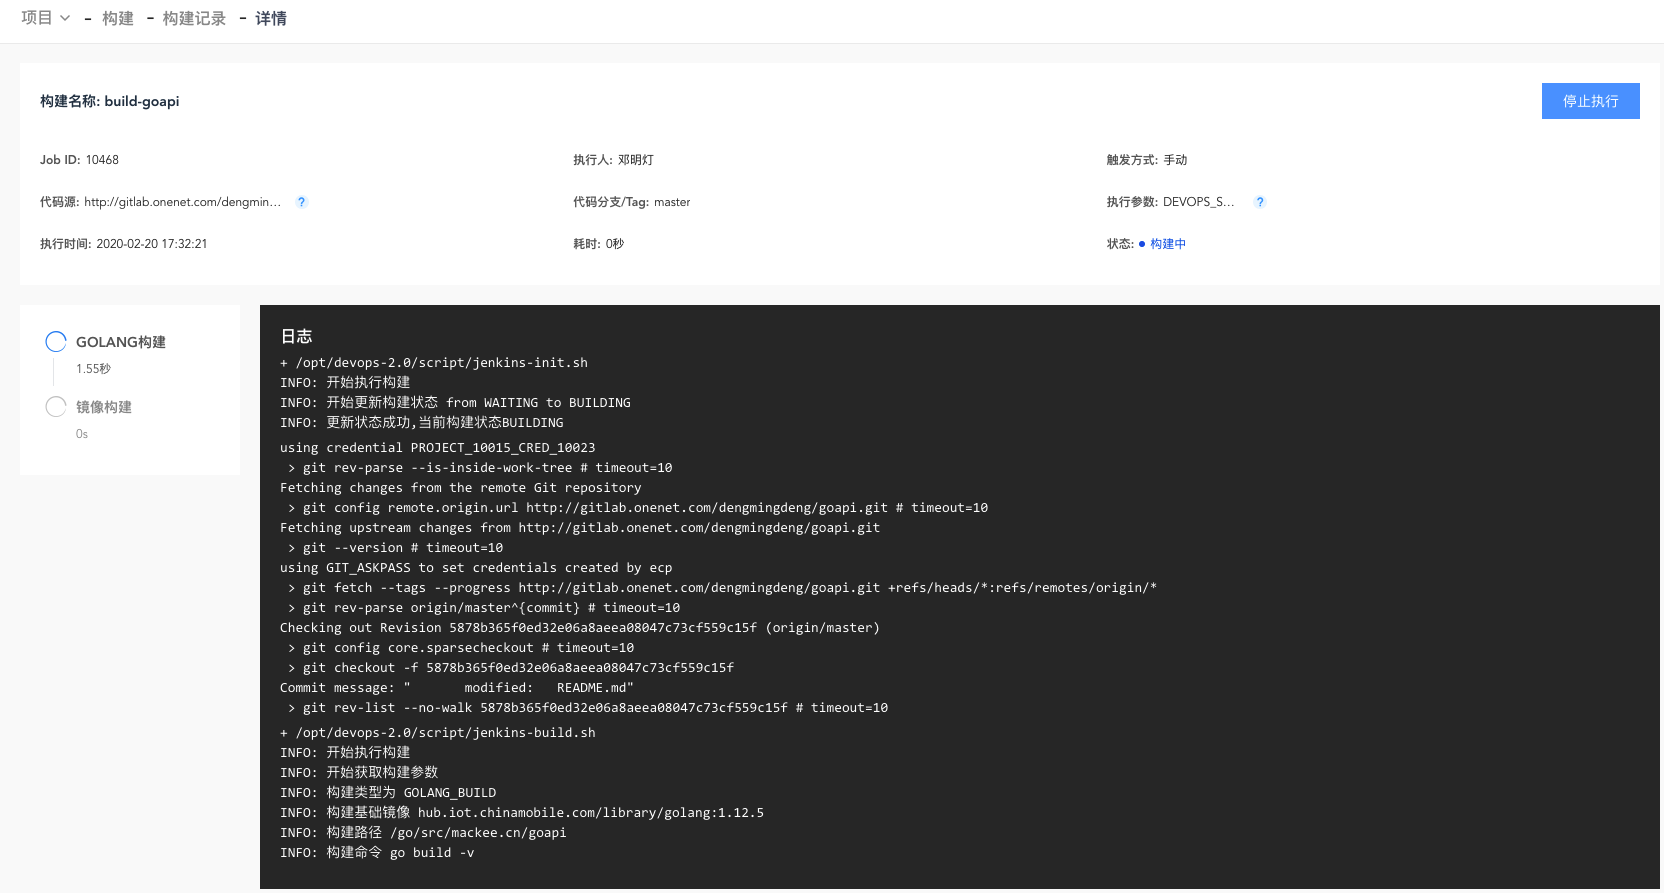 项目 - 构建 - 构建记录 - 详情
构建名称: build-goapi
停止执行
Job ID: 10468
执行人: 邓明灯
触发方式: 手动
代码源: http://gitlab.onenet.com/dengmin... ?
代码分支/Tag: master
执行参数: DEVOPS_S... ?
执行时间: 2020-02-20 17:32:21
耗时: 0秒
状态: 构建中
GOLANG构建
1.55秒
镜像构建
0s
日志
+ /opt/devops-2.0/script/jenkins-init.sh
INFO: 开始执行构建
INFO: 开始更新构建状态 from WAITING to BUILDING
INFO: 更新状态成功,当前构建状态BUILDING
using credential PROJECT_10015_CRED_10023
> git rev-parse --is-inside-work-tree # timeout=10
Fetching changes from the remote Git repository
> git config remote.origin.url http://gitlab.onenet.com/dengmingdeng/goapi.git # timeout=10
Fetching upstream changes from http://gitlab.onenet.com/dengmingdeng/goapi.git
> git --version # timeout=10
using GIT_ASKPASS to set credentials created by ecp
> git fetch --tags --progress http://gitlab.onenet.com/dengmingdeng/goapi.git +refs/heads/*:refs/remotes/origin/*
> git rev-parse origin/master^{commit} # timeout=10
Checking out Revision 5878b365f0ed32e06a8aeea08047c73cf559c15f (origin/master)
> git config core.sparsecheckout # timeout=10
> git checkout -f 5878b365f0ed32e06a8aeea08047c73cf559c15f
Commit message: "       modified:   README.md"
> git rev-list --no-walk 5878b365f0ed32e06a8aeea08047c73cf559c15f # timeout=10
+ /opt/devops-2.0/script/jenkins-build.sh
INFO: 开始执行构建
INFO: 开始获取构建参数
INFO: 构建类型为 GOLANG_BUILD
INFO: 构建基础镜像 hub.iot.chinamobile.com/library/golang:1.12.5
INFO: 构建路径 /go/src/mackee.cn/goapi
INFO: 构建命令 go build -v